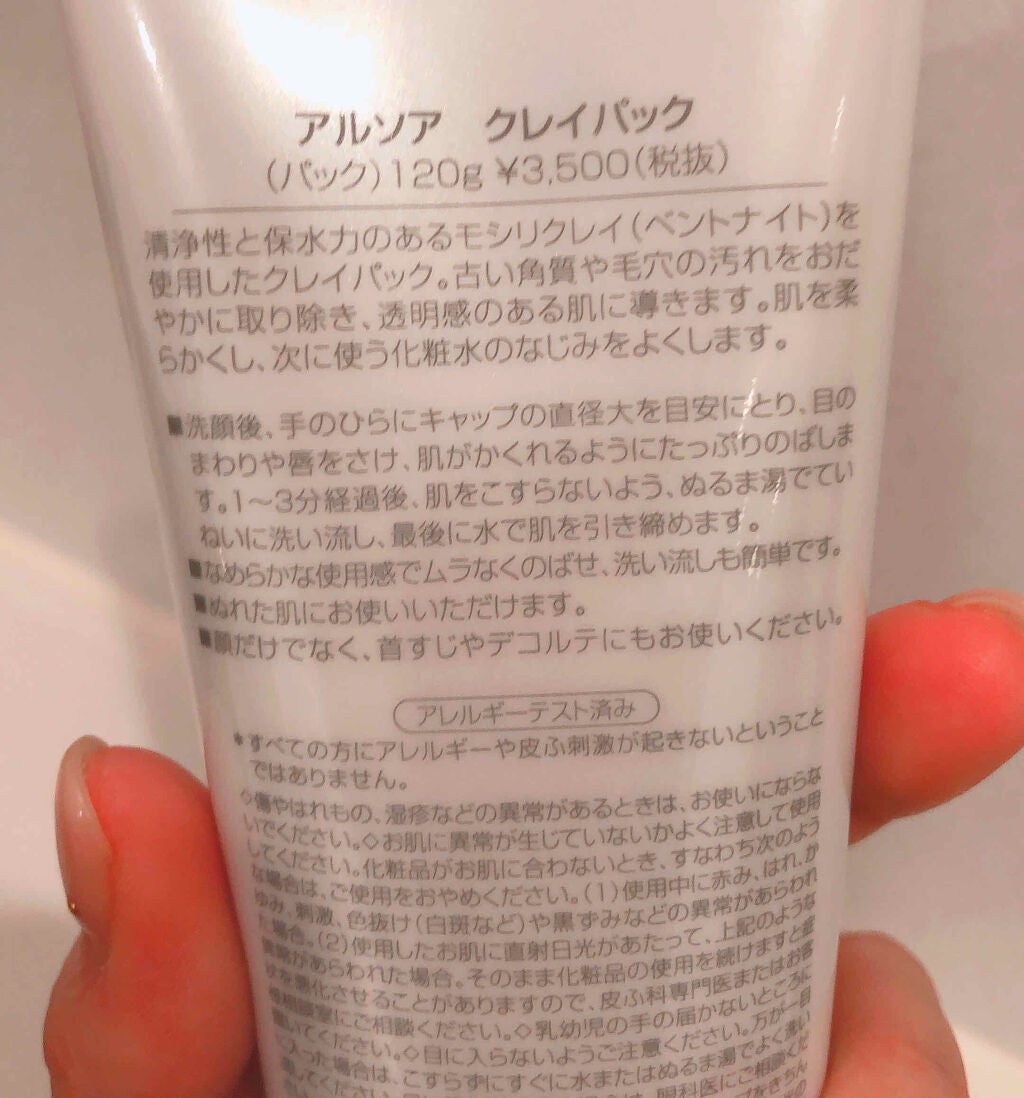 アルソア クレイパック
(パック)120g ¥3,500(税抜)
清浄性と保水力のあるモシリクレイ(ベントナイト)を
使用したクレイパック。古い角質や毛穴の汚れをおだ
やかに取り除き、透明感のある肌に導きます。肌を柔
らかくし、次に使う化粧水のなじみをよくします。
■洗顔後、手のひらにキャップの直径大を目安にとり、目の
まわりや唇をさけ、肌がかくれるようにたっぷりのばしま
す。1〜3分経過後、肌をこすらないよう、ぬるま湯でてい
ねいに洗い流し、最後に水で肌を引き締めます。
■なめらかな使用感でムラなくのばせ、洗い流しも簡単です。
■ぬれた肌にお使いいただけます。
■顔だけでなく、首すじやデコルテにもお使いください。
アレルギーテスト済み
*すべての方にアレルギーや皮ふ刺激が起きないということ
ではありません。
◇傷やはれもの、湿疹などの異常があるときは、お使いにならな
いでください。◇お肌に異常が生じていないかよく注意して使用
してください。化粧品がお肌に合わないとき、すなわち次のよう
な場合は、ご使用をおやめください。(1)使用中に赤み、はれ、か
ゆみ、刺激、色抜け(白斑など)や黒ずみなどの異常があらわれ
た場合。(2)使用したお肌に直射日光があたって、上記のような
異常があらわれた場合。そのまま化粧品の使用を続けますと症
状を悪化させることがありますので、皮ふ科専門医またはお客
様相談室にご相談ください。◇乳幼児の手の届かないところに
置いてください。◇目に入らないようご注意ください。万が一目
に入った場合は、こすらずにすぐに水またはぬるま湯でよく洗い
流してください。 眼科医にご相談くだ